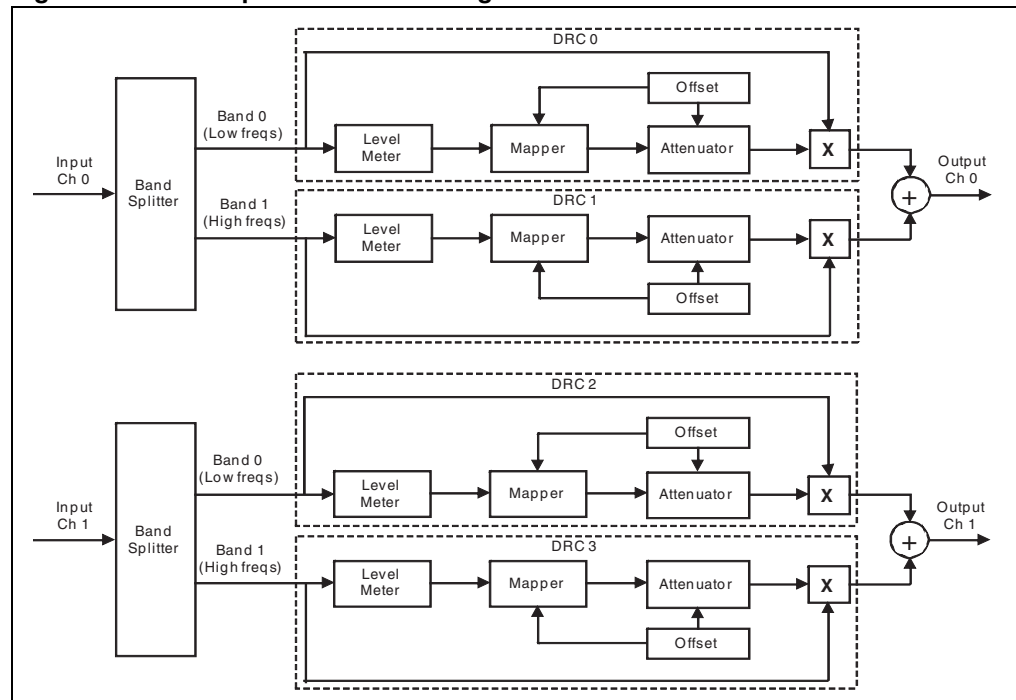 DRC 0
Offset
Band 0
(Low freqs)
Level
Meter
Mapper
Attenuator
X
Input
Ch 0
Band
Splitter
Output
Ch 0
+
Band 1
(High freqs)
DRC 1
Level
Meter
Mapper
Attenuator
X
Offset
DRC 2
Offset
Band 0
(Low freqs)
Level
Meter
Mapper
Attenuator
X
Input
Ch 1
Band
Splitter
Output
Ch 1
+
Band 1
(High freqs)
DRC 3
Level
Meter
Mapper
Attenuator
X
Offset